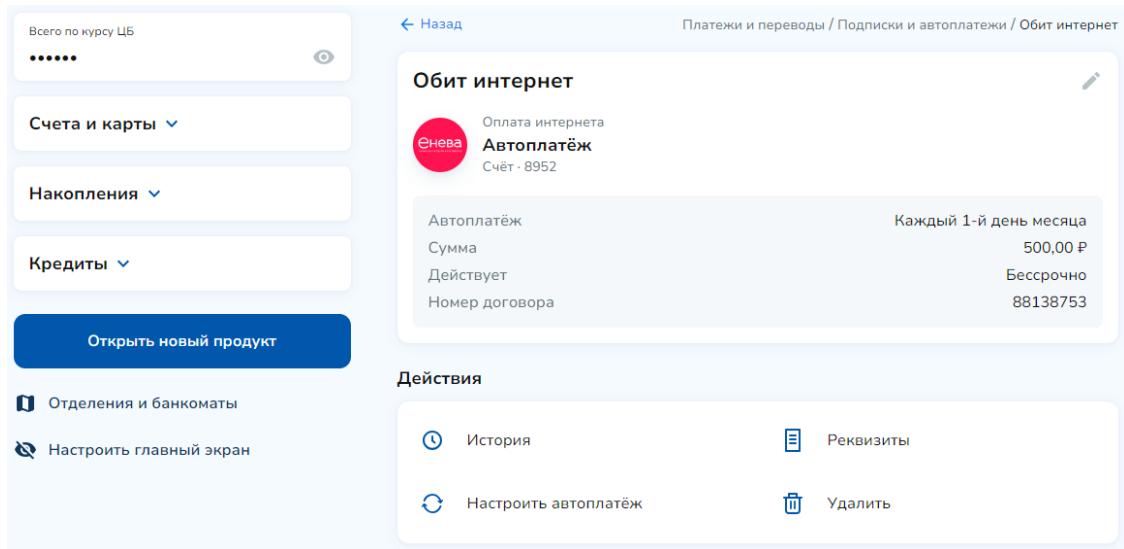 Всего по курсу ЦБ
••••••
Счета и карты
Накопления
Кредиты
Открыть новый продукт
Отделения и банкоматы
Настроить главный экран
← Назад
Платежи и переводы / Подписки и автоплатежи / Обит интернет
Обит интернет
Енева
Оплата интернета
Автоплатёж
Счёт · 8952
Автоплатёж Каждый 1-й день месяца
Сумма 500,00 ₽
Действует Бессрочно
Номер договора 88138753
Действия
История
Реквизиты
Настроить автоплатёж
Удалить